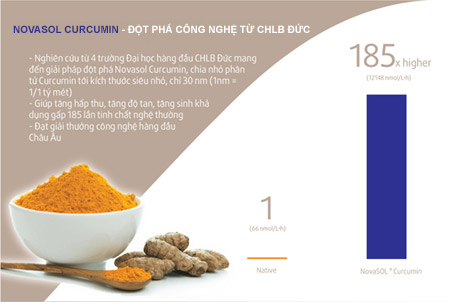 NOVASOL CURCUMIN - ĐỘT PHÁ CÔNG NGHỆ TỪ CHLB ĐỨC
- Nghiên cứu từ 4 trường Đại học hàng đầu CHLB Đức mang
đến giải pháp đột phá Novasol Curcumin, chia nhỏ phân
tử Curcumin tới kích thước siêu nhỏ, chỉ 30 nm (1nm =
1/1 tỷ mét)
- Giúp tăng hấp thu, tăng độ tan, tăng sinh khả
dụng gấp 185 lần tinh chất nghệ thường
- Đạt giải thưởng công nghệ hàng đầu
Châu Âu
185x higher
(12148 nmol/L·h)
1
(66 nmol/L·h)
Native
NovaSOL ® Curcumin